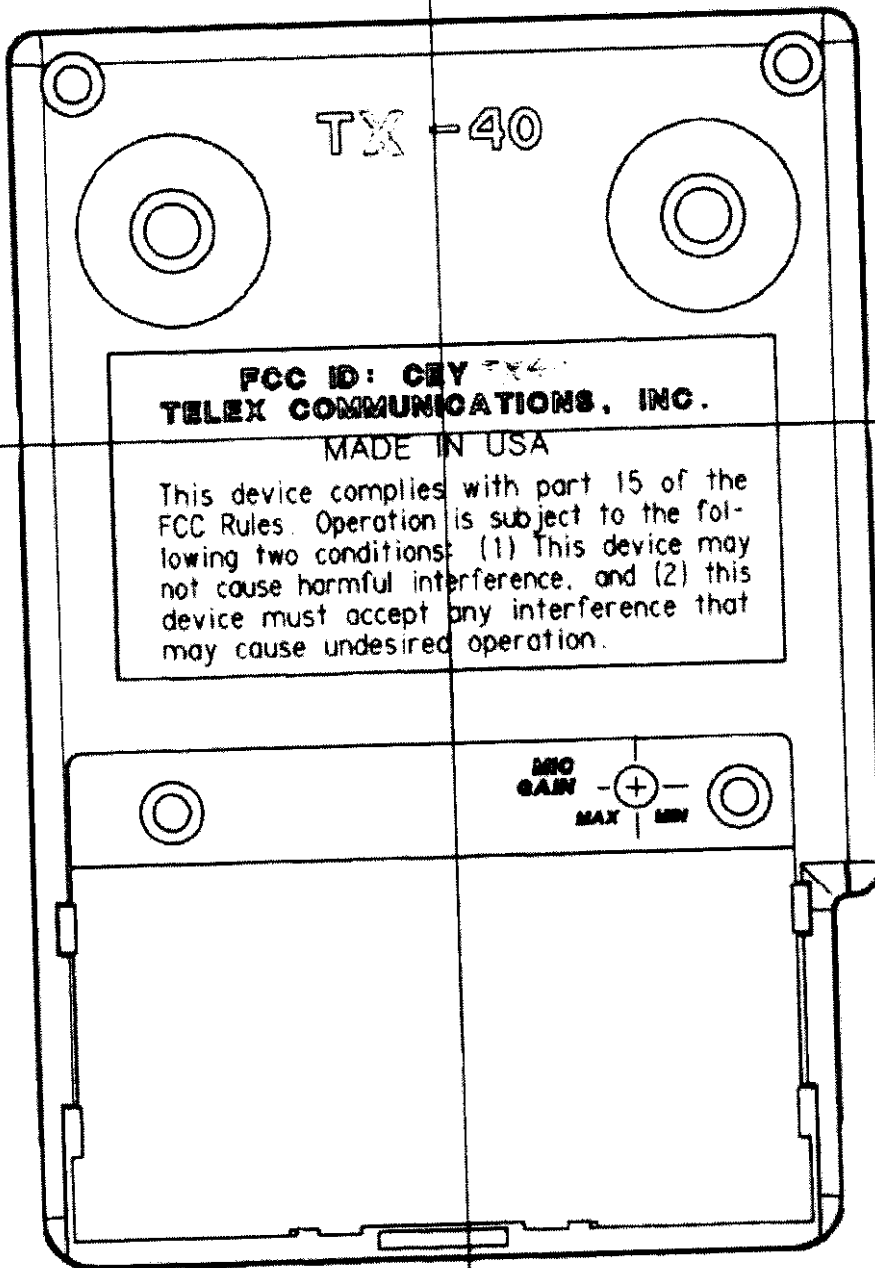 TX-40
FCC ID: CEY
TELEX COMMUNICATIONS, INC.
MADE IN USA
This device complies with part 15 of the
FCC Rules. Operation is subject to the fol-
lowing two conditions: (1) This device may
not cause harmful interference, and (2) this
device must accept any interference that
may cause undesired operation.
MIC
GAIN
MAX MIN